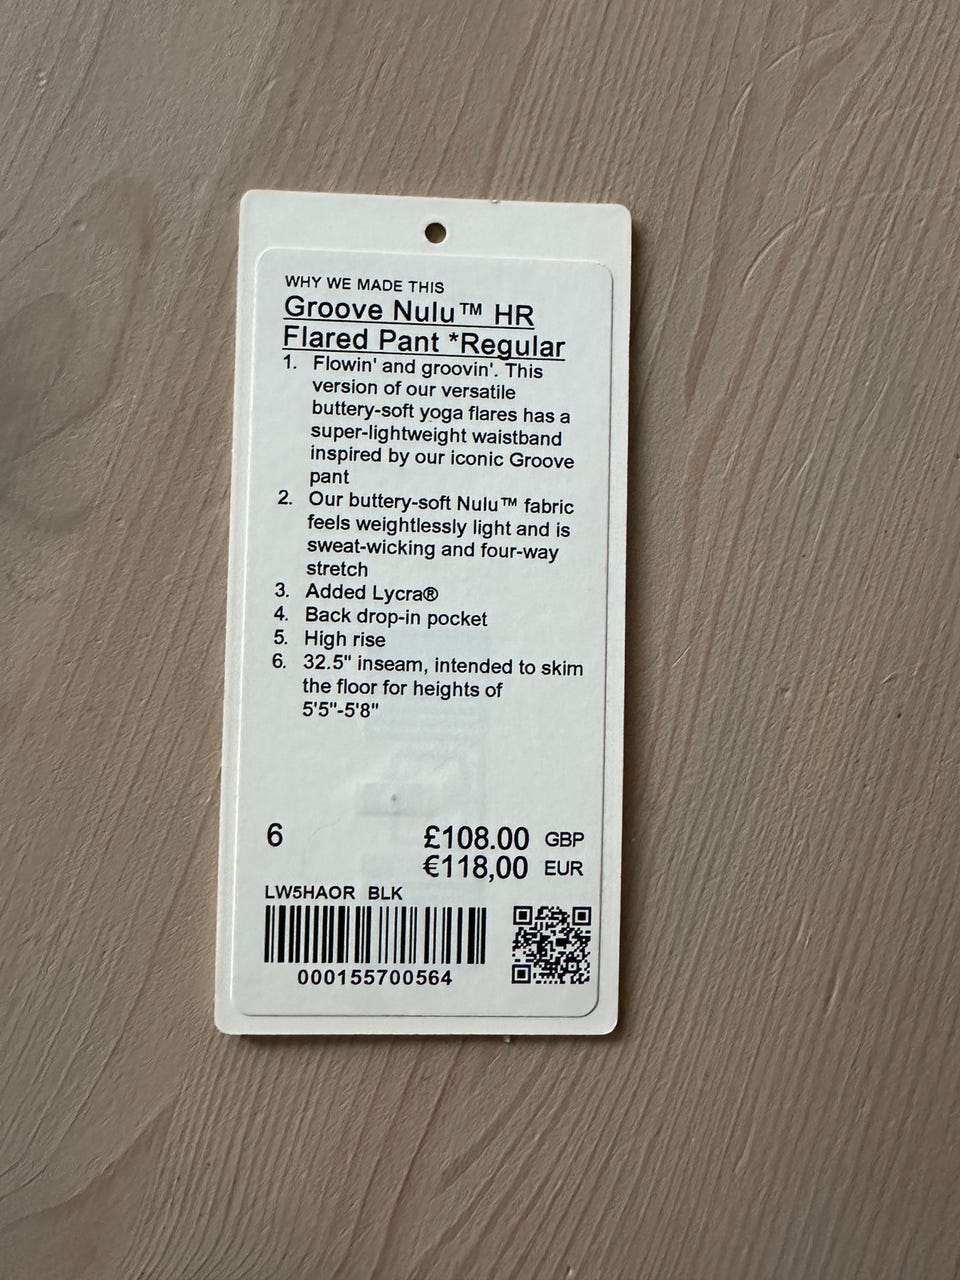 WHY WE MADE THIS
Groove Nulu™ HR
Flared Pant *Regular
1. Flowin' and groovin'. This
version of our versatile
buttery-soft yoga flares has a
super-lightweight waistband
inspired by our iconic Groove
pant
2. Our buttery-soft Nulu™ fabric
feels weightlessly light and is
sweat-wicking and four-way
stretch
3. Added Lycra®
4. Back drop-in pocket
5. High rise
6. 32.5" inseam, intended to skim
the floor for heights of
5'5"-5'8"
6 £108.00 GBP
€118,00 EUR
LW5HAOR BLK
000155700564